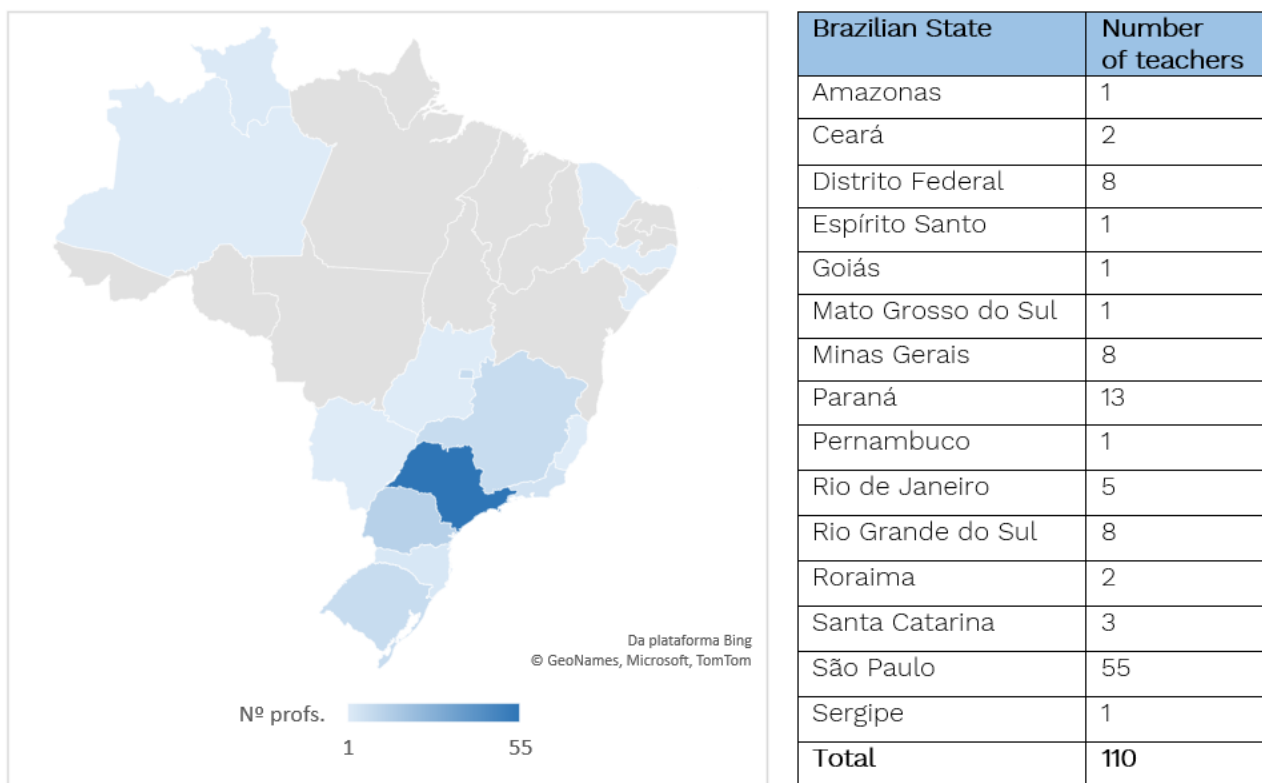 Da plataforma Bing
© GeoNames, Microsoft, TomTom
Nº profs.
1 55
Brazilian State Number of teachers
Amazonas 1
Ceará 2
Distrito Federal 8
Espírito Santo 1
Goiás 1
Mato Grosso do Sul 1
Minas Gerais 8
Paraná 13
Pernambuco 1
Rio de Janeiro 5
Rio Grande do Sul 8
Roraima 2
Santa Catarina 3
São Paulo 55
Sergipe 1
Total 110